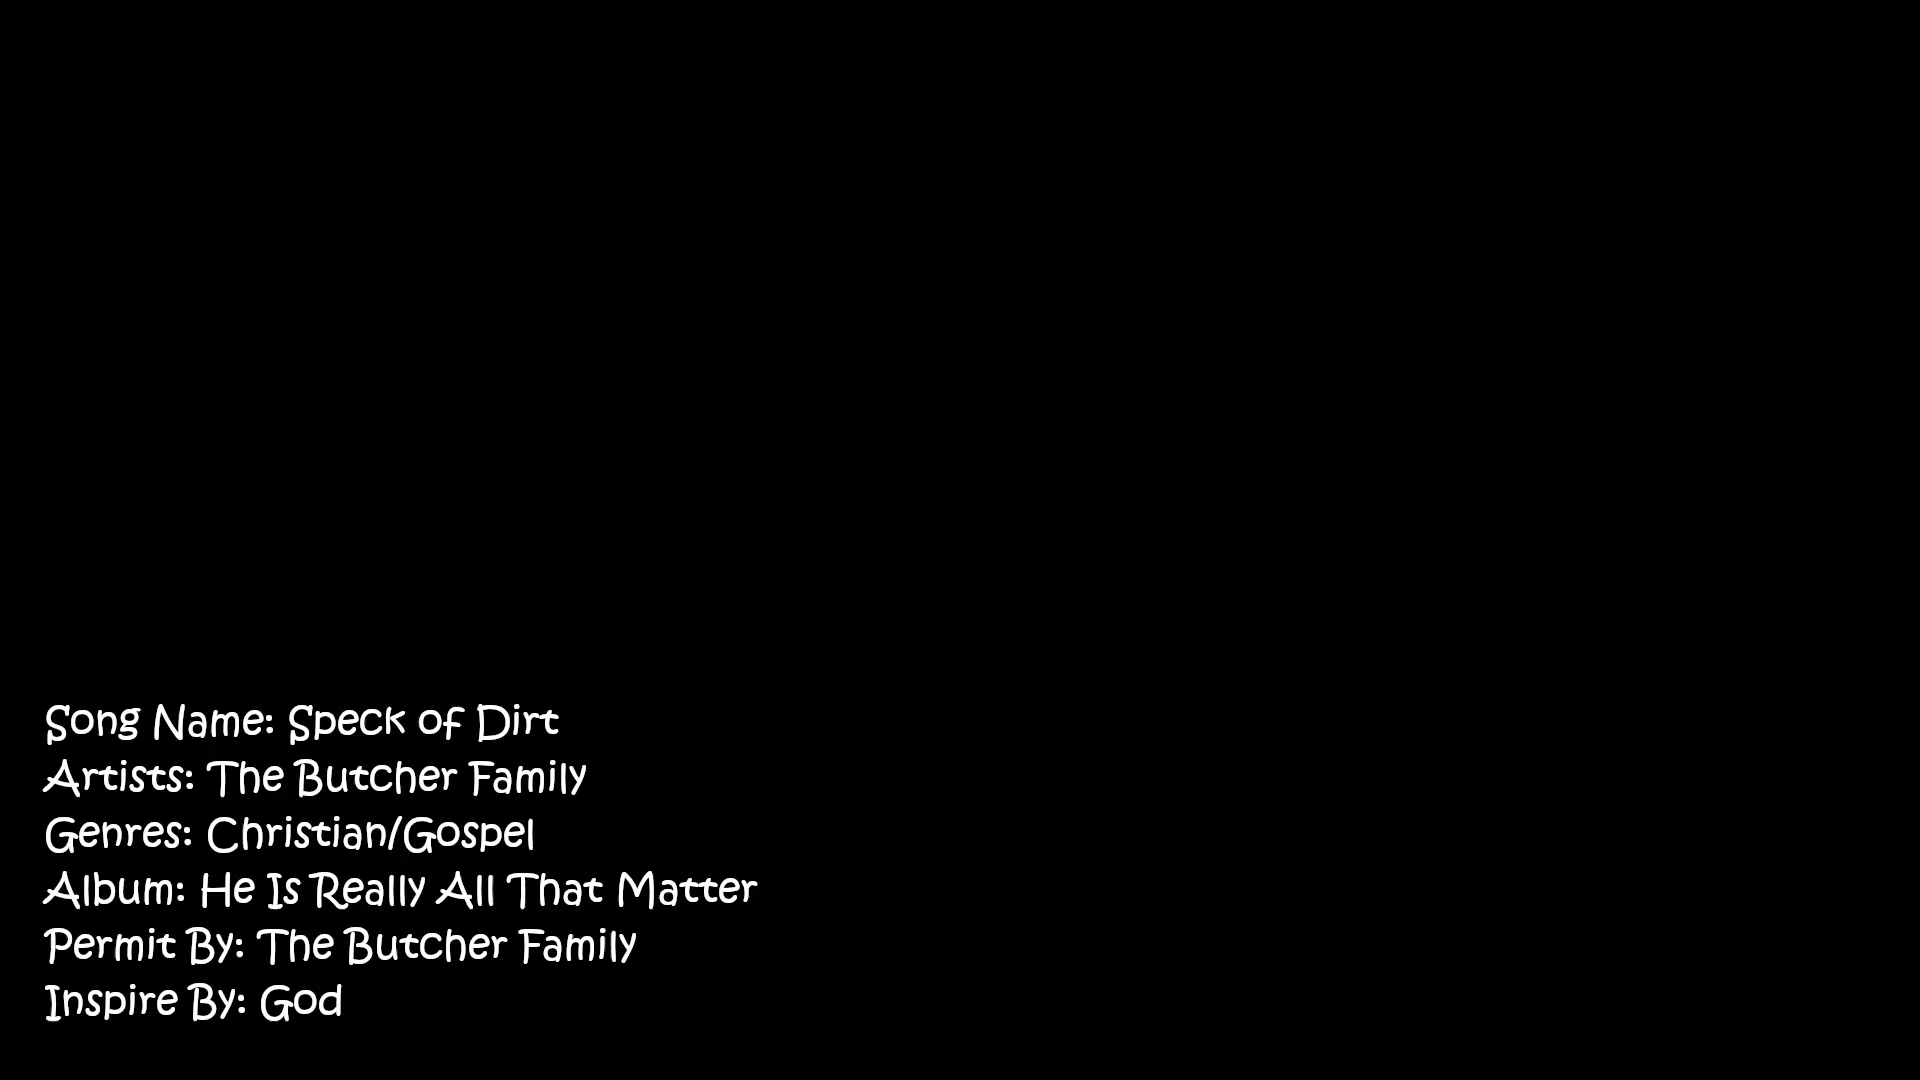 Song Name: Speck of Dirt
Artists: The Butcher Family
Genres: Christian/Gospel
Album: He Is Really All That Matter
Permit By: The Butcher Family
Inspire By: God